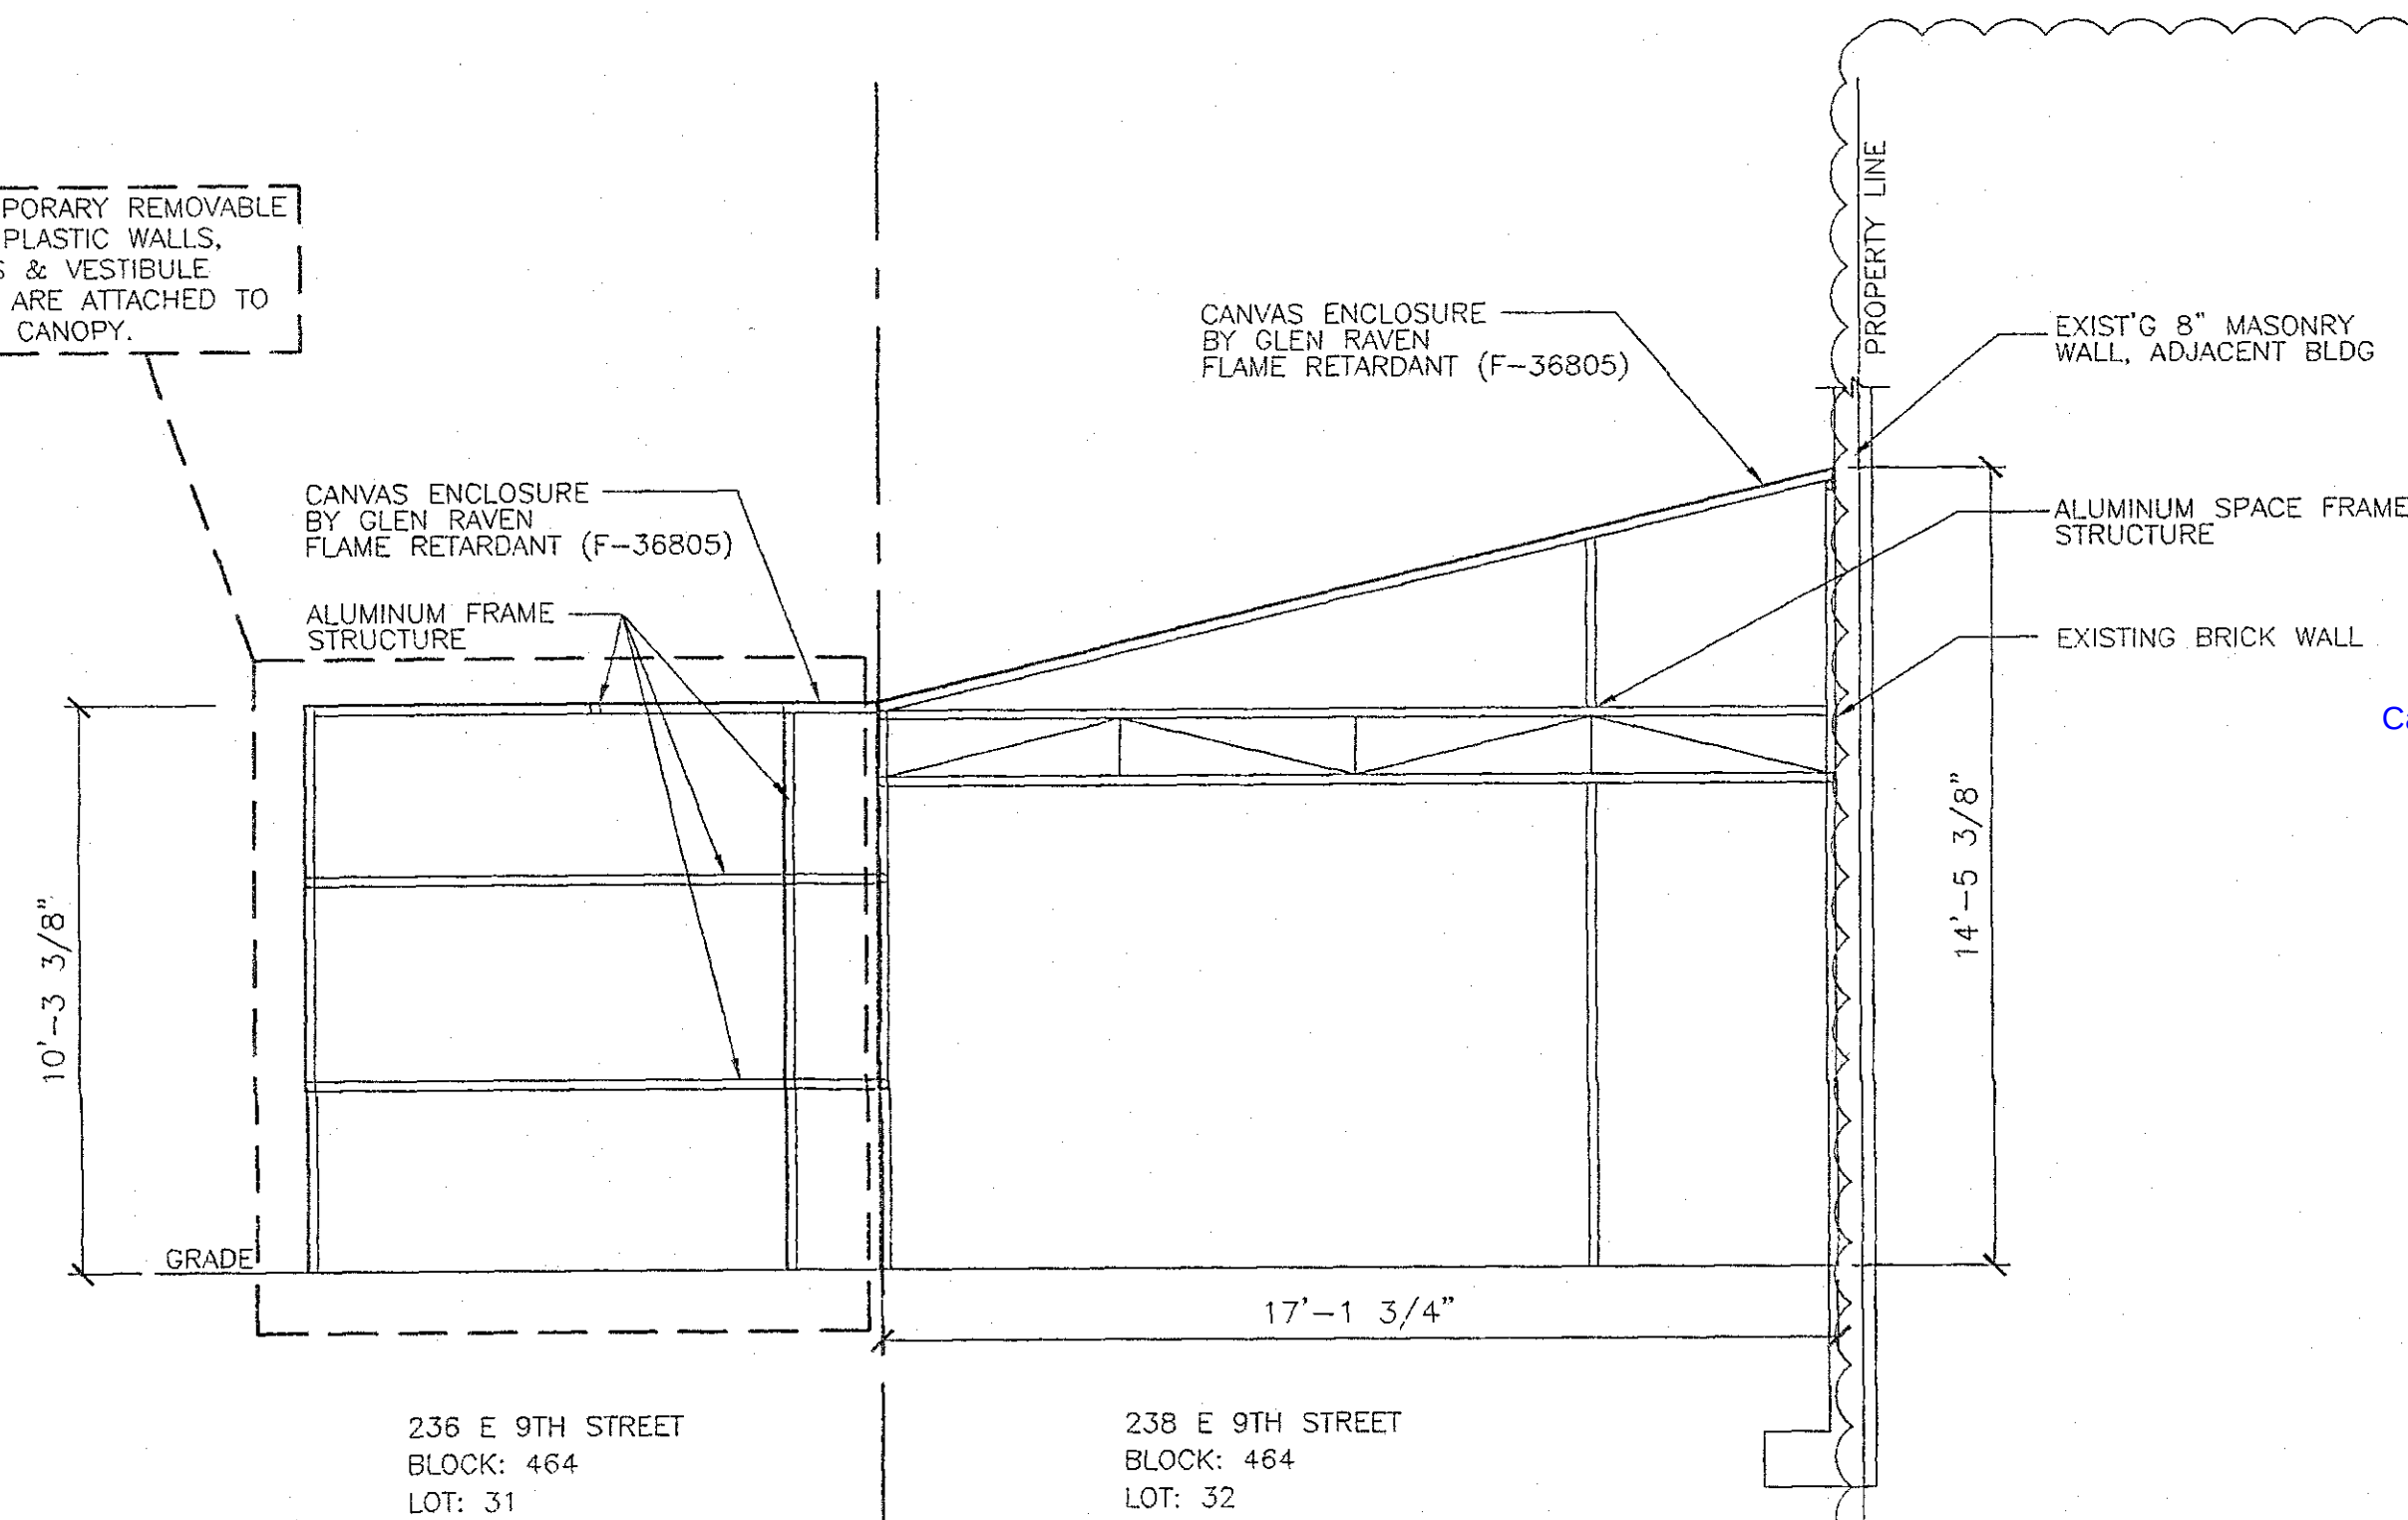 PORARY REMOVABLE
PLASTIC WALLS,
S & VESTIBULE
ARE ATTACHED TO
CANOPY.
CANVAS ENCLOSURE
BY GLEN RAVEN
FLAME RETARDANT (F-36805)
PROPERTY LINE
EXIST'G 8" MASONRY
WALL, ADJACENT BLDG
CANVAS ENCLOSURE
BY GLEN RAVEN
FLAME RETARDANT (F-36805)
ALUMINUM SPACE FRAME
STRUCTURE
ALUMINUM FRAME
STRUCTURE
EXISTING BRICK WALL
Ca
10'-3 3/8"
14'-5 3/8"
GRADE
17'-1 3/4"
236 E 9TH STREET
BLOCK: 464
LOT: 31
238 E 9TH STREET
BLOCK: 464
LOT: 32